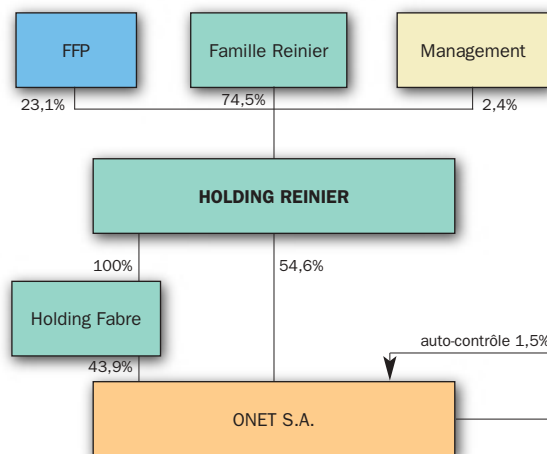 FFP
Famille Reinier
Management
23,1%
74,5%
2,4%
HOLDING REINIER
100%
54,6%
Holding Fabre
auto-contrôle 1,5%
43,9%
ONET S.A.